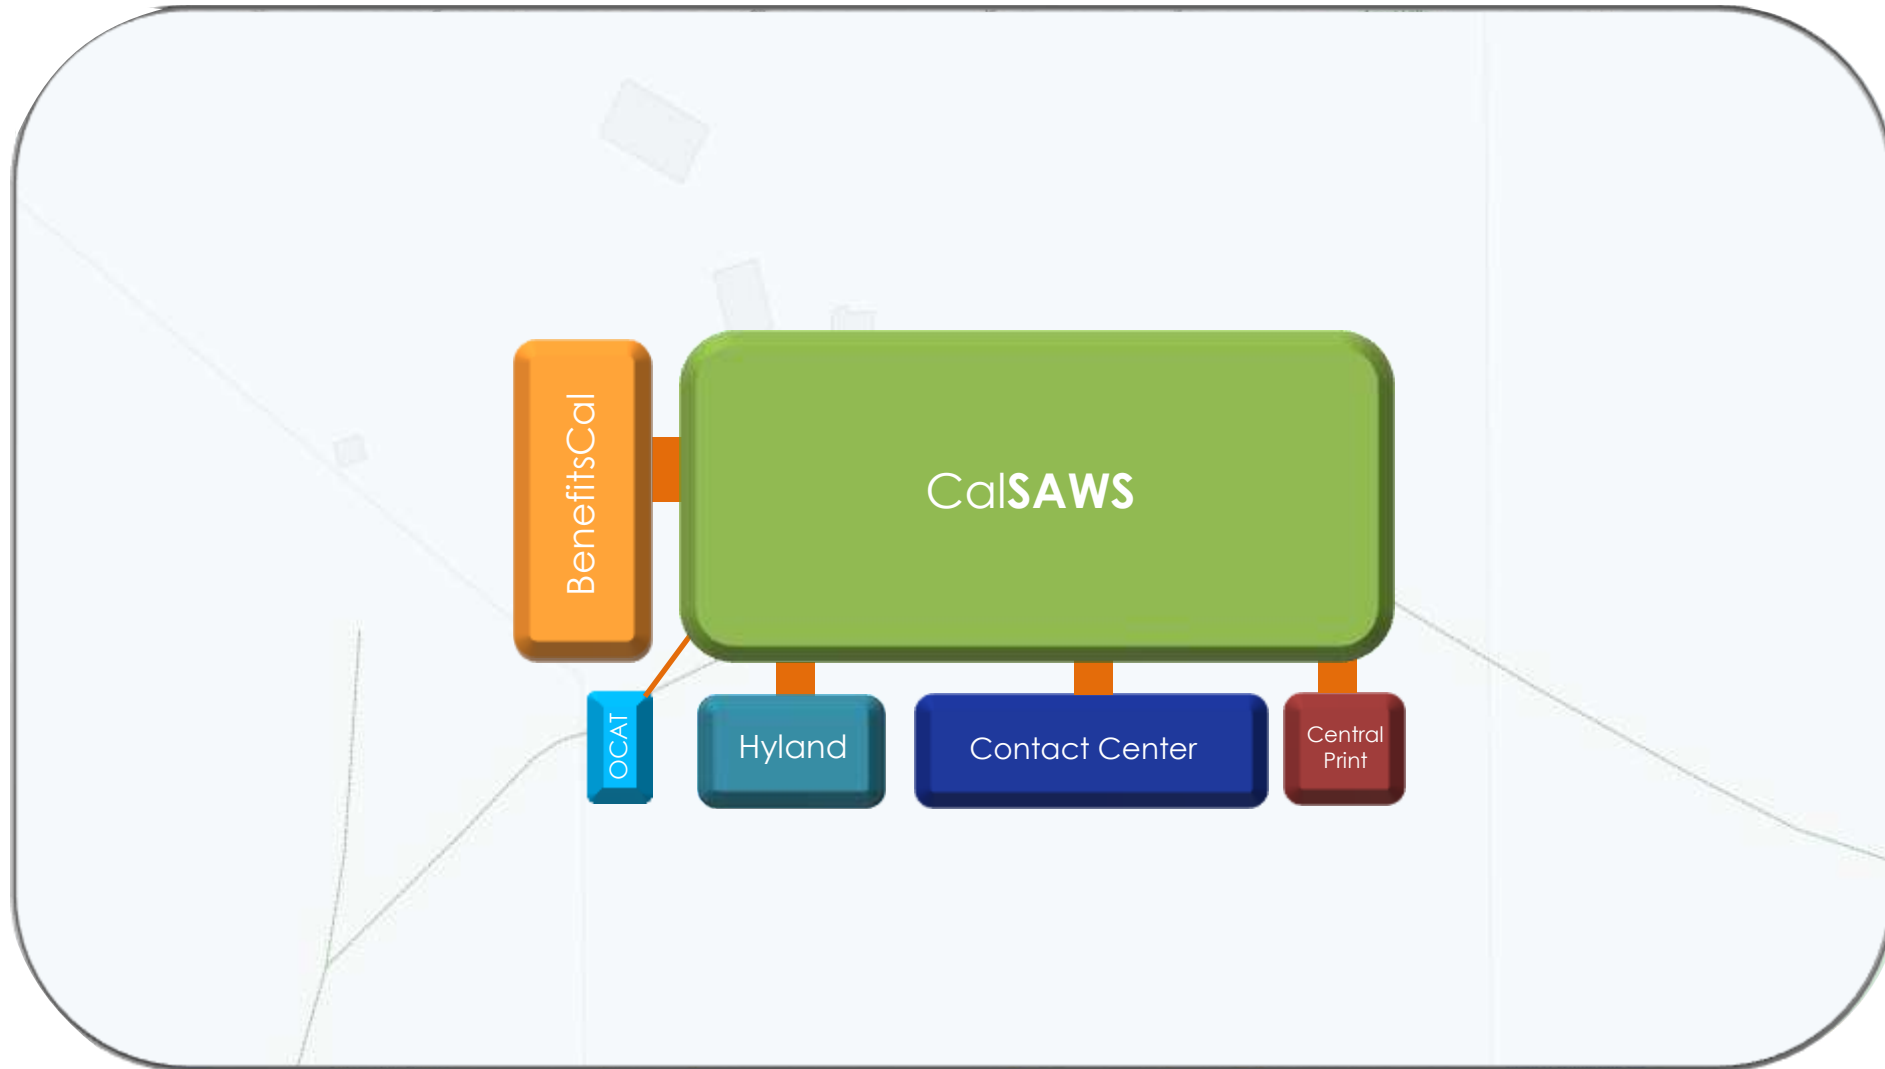 BenefitsCal
CalSAWS
OCAT
Hyland
Contact Center
Central
Print